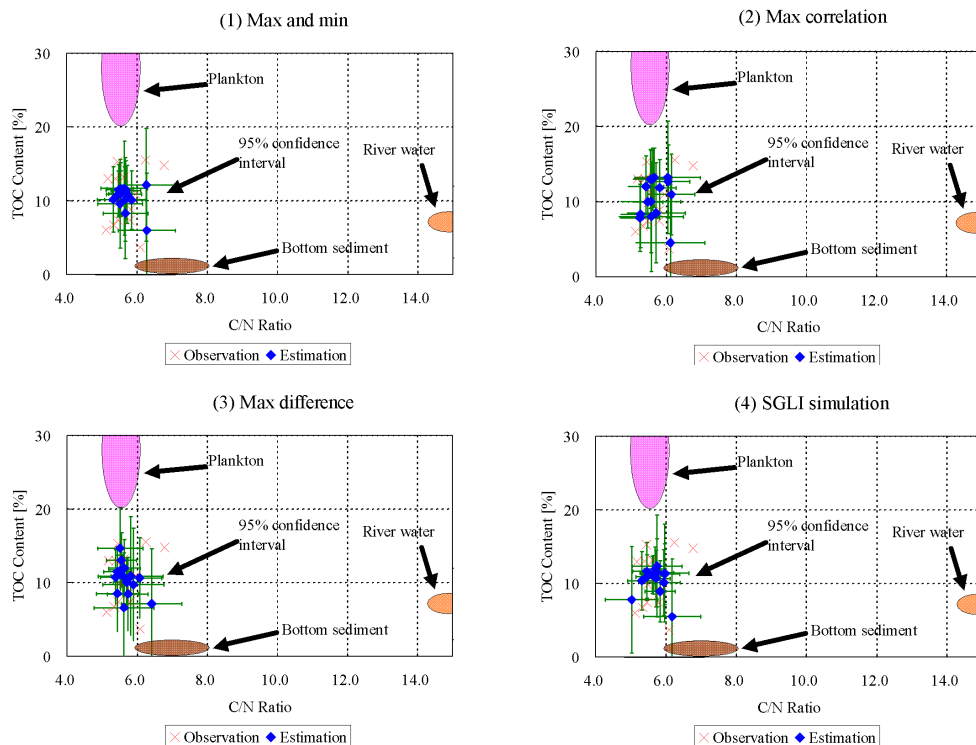 (1) Max and min
30
20
10
0
TOC Content [%]
Plankton
95% confidence
interval
River water
Bottom sediment
4.0 6.0 8.0 10.0 12.0 14.0
C/N Ratio
Observation Estimation
(2) Max correlation
30
20
10
0
TOC Content [%]
Plankton
95% confidence
interval
River water
Bottom sediment
4.0 6.0 8.0 10.0 12.0 14.0
C/N Ratio
Observation Estimation
(3) Max difference
30
20
10
0
TOC Content [%]
Plankton
95% confidence
interval
River water
Bottom sediment
4.0 6.0 8.0 10.0 12.0 14.0
C/N Ratio
Observation Estimation
(4) SGLI simulation
30
20
10
0
TOC Content [%]
Plankton
95% confidence
interval
River water
Bottom sediment
4.0 6.0 8.0 10.0 12.0 14.0
C/N Ratio
Observation Estimation